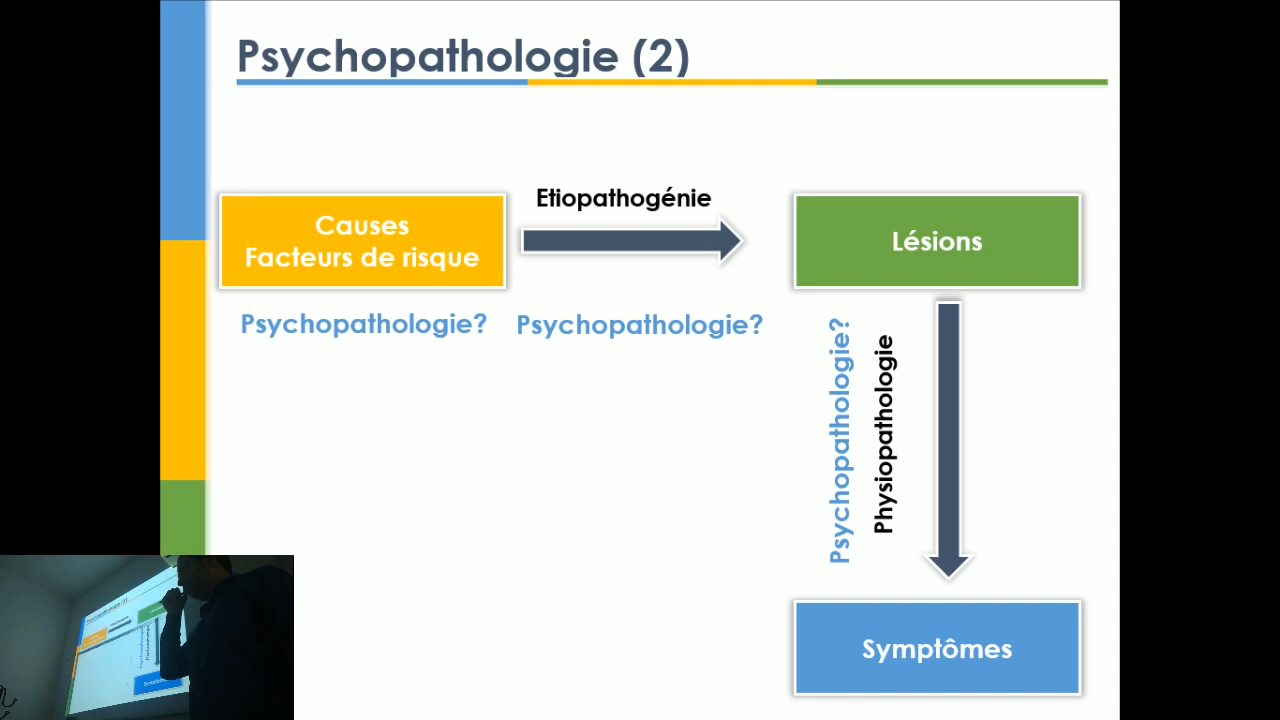 Psychopathologie (2)
Etiopathogénie
Causes
Facteurs de risque
Lésions
Psychopathologie?
Psychopathologie?
Psychopathologie?
Physiopathologie
Symptômes